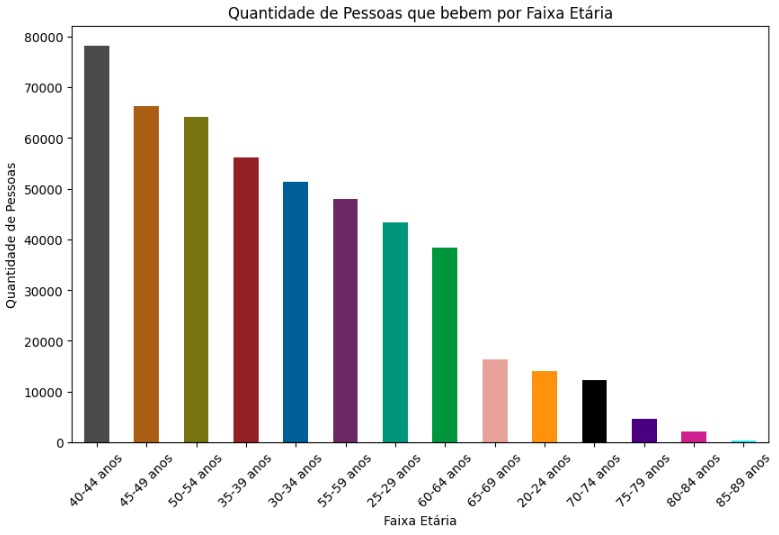 Quantidade de Pessoas que bebem por Faixa Etária
Quantidade de Pessoas
80000
70000
60000
50000
40000
30000
20000
10000
0
40-44 anos
45-49 anos
50-54 anos
35-39 anos
30-34 anos
55-59 anos
25-29 anos
60-64 anos
65-69 anos
20-24 anos
70-74 anos
75-79 anos
80-84 anos
85-89 anos
Faixa Etária